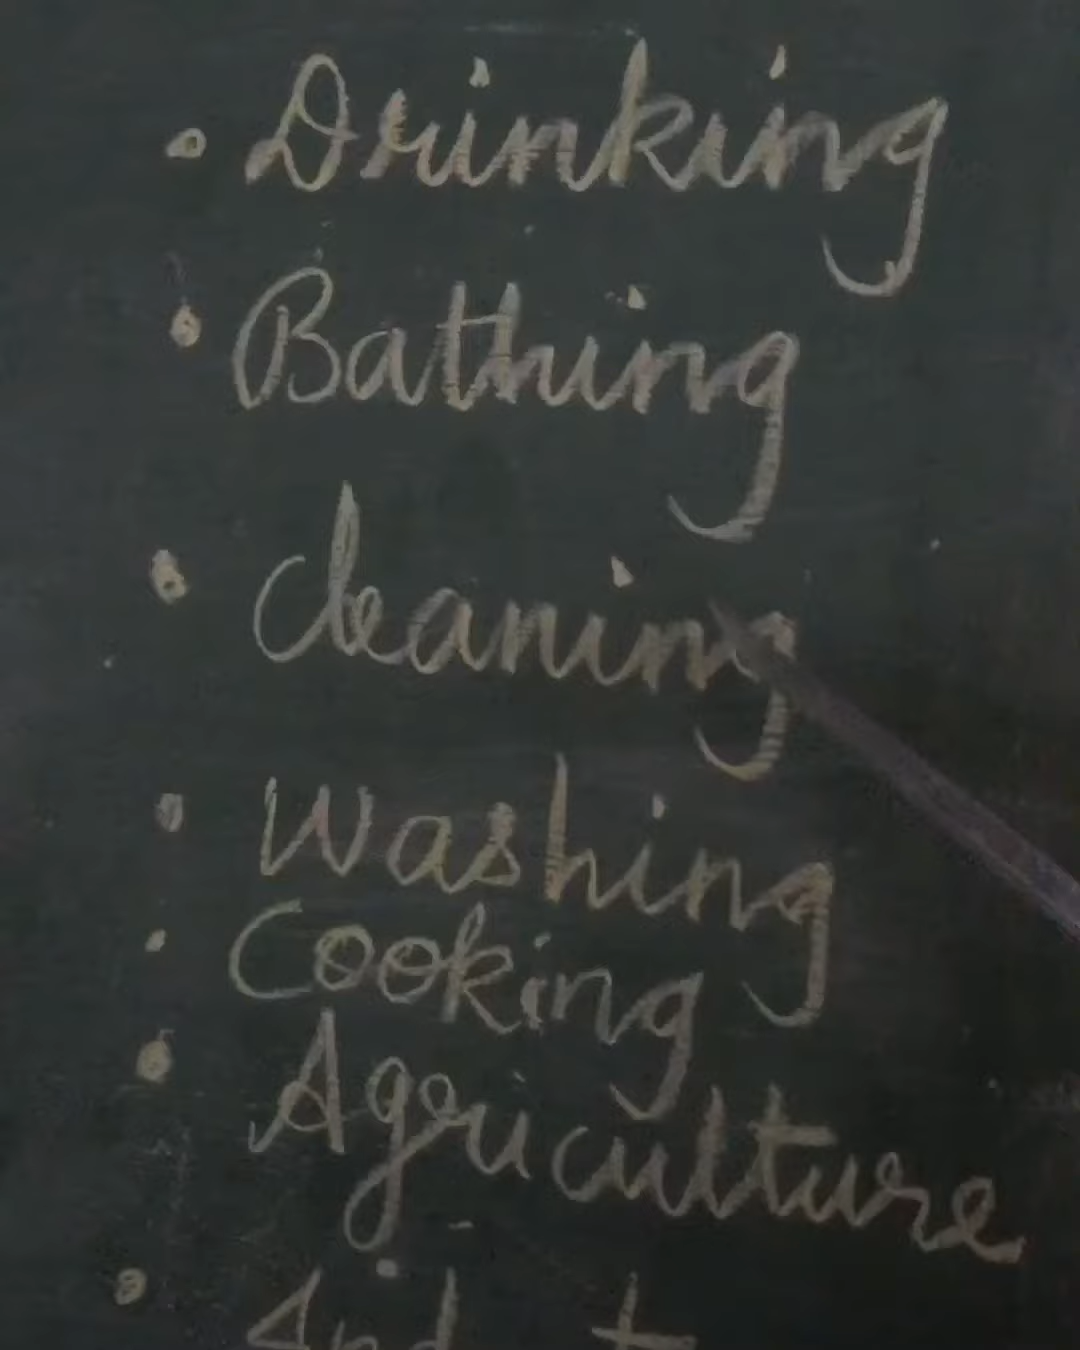 • Drinking
• Bathing
• cleaning
• Washing
• Cooking
• Agriculture